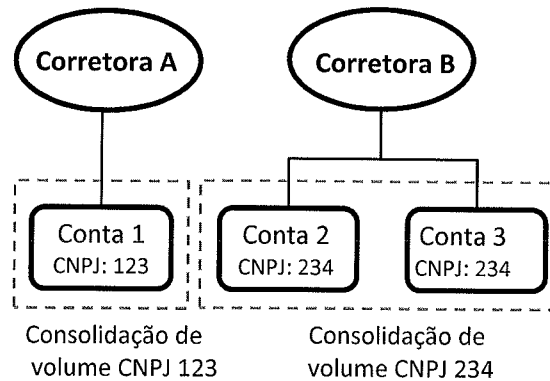 Corretora A
Corretora B
Conta 1
CNPJ: 123
Conta 2
CNPJ: 234
Conta 3
CNPJ: 234
Consolidação de
volume CNPJ 123
Consolidação de
volume CNPJ 234